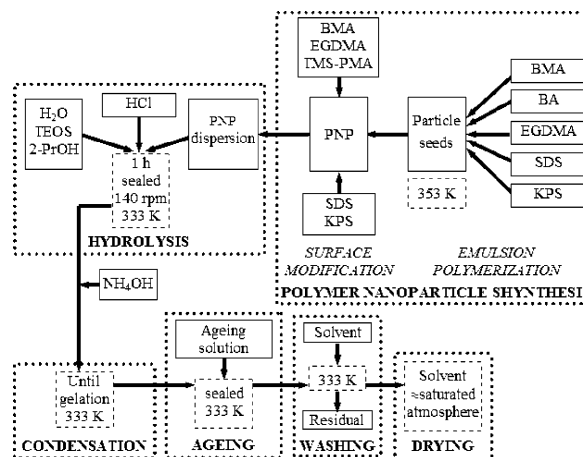 BMA
EGDMA
TMS-PMA
BMA
BA
EGDMA
SDS
KPS
Particle
seeds
353 K
PNP
SDS
KPS
SURFACE
MODIFICATION
EMULSION
POLYMERIZATION
POLYMER NANOPARTICLE SHYNTHESI
H₂O
TEOS
2-PrOH
HCl
PNP
dispersion
1 h
sealed
140 rpm
333 K
HYDROLYSIS
NH₄OH
Until
gelation
333 K
CONDENSATION
Ageing
solution
sealed
333 K
AGEING
Solvent
333 K
Residual
WASHING
Solvent
≈saturated
atmosphere
DRYING